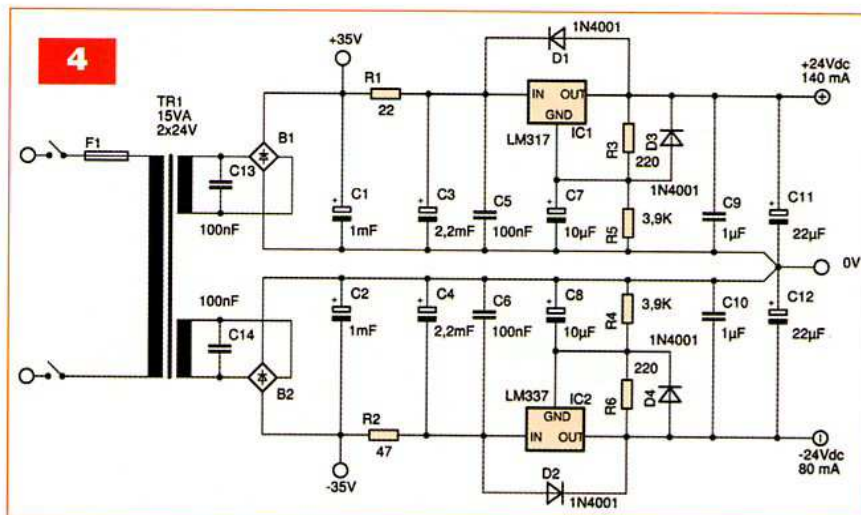 4
+35V
1N4001
D1
+24Vdc
140 mA
TR1
15VA
2x24V
R1
22
IN OUT
GND
LM317
IC1
F1
B1
C13
100nF
R3
220
D3
1N4001
C1
1mF
C3
2,2mF
C5
100nF
C7
10µF
R5
3,9K
C9
1µF
C11
22µF
0V
100nF
C14
B2
C2
1mF
C4
2,2mF
C6
100nF
C8
10µF
R4
3,9K
1N4001
C10
1µF
C12
22µF
220
R6
D4
LM337
IC2
GND
IN OUT
R2
47
-35V
D2
1N4001
-24Vdc
80 mA